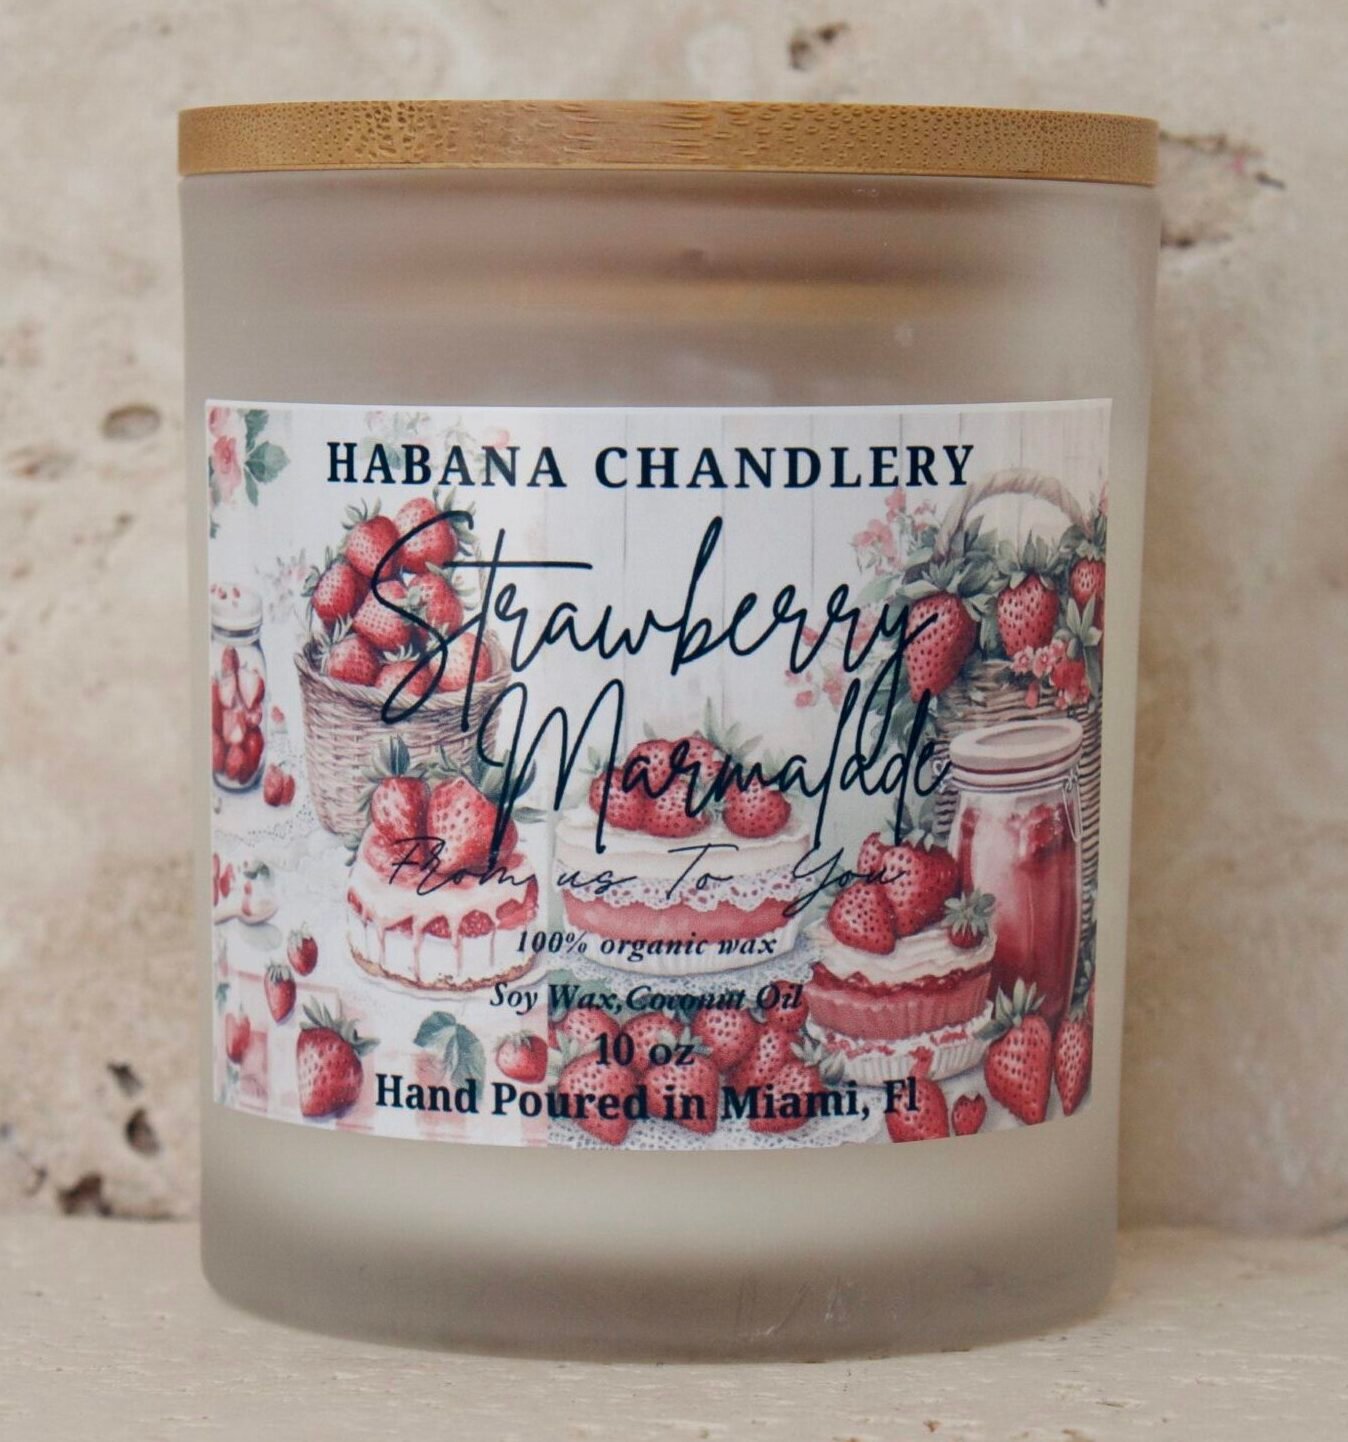 HABANA CHANDLERY
Strawberry
Marmalade
From us To You
100% organic wax
Soy Wax,Coconut Oil
10 oz
Hand Poured in Miami, Fl